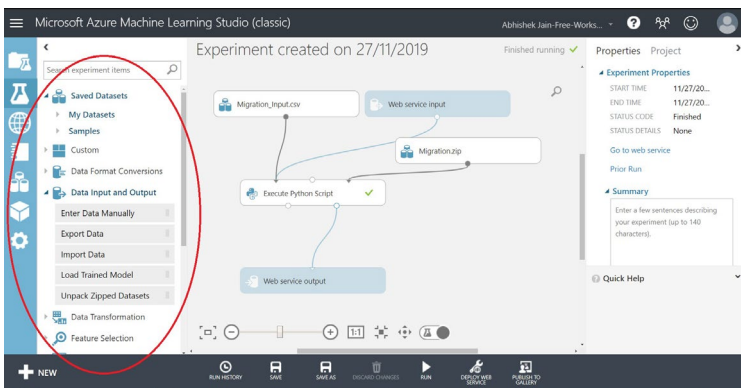 Microsoft Azure Machine Learning Studio (classic)
Abhishek Jain-Free-Works...
?
Search experiment items
Saved Datasets
My Datasets
Samples
Custom
Data Format Conversions
Data Input and Output
Enter Data Manually
Export Data
Import Data
Load Trained Model
Unpack Zipped Datasets
Data Transformation
Feature Selection
Experiment created on 27/11/2019
Finished running
Migration_Input.csv
Web service input
Migration.zip
Execute Python Script
Web service output
1:1
Properties Project
Experiment Properties
START TIME 11/27/20...
END TIME 11/27/20...
STATUS CODE Finished
STATUS DETAILS None
Go to web service
Prior Run
Summary
Enter a few sentences describing
your experiment (up to 140
characters).
Quick Help
NEW
RUN HISTORY
SAVE
SAVE AS
DISCARD CHANGES
RUN
DEPLOY WEB
SERVICE
PUBLISH TO
GALLERY